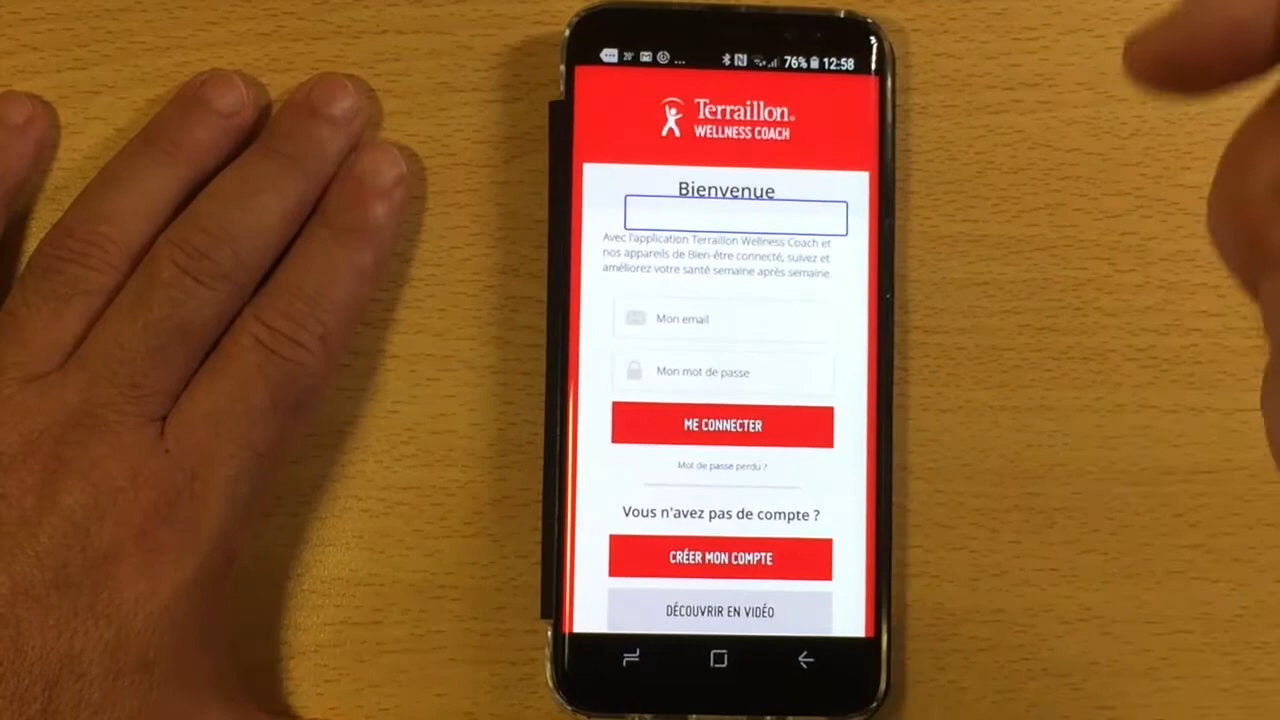 20°
76% 12:58
Terraillon®
WELLNESS COACH
Bienvenue
Avec l'application Terraillon Wellness Coach et
nos appareils de Bien-être connecté, suivez et
améliorez votre santé semaine après semaine.
Mon email
Mon mot de passe
ME CONNECTER
Mot de passe perdu ?
Vous n'avez pas de compte ?
CRÉER MON COMPTE
DÉCOUVRIR EN VIDÉO